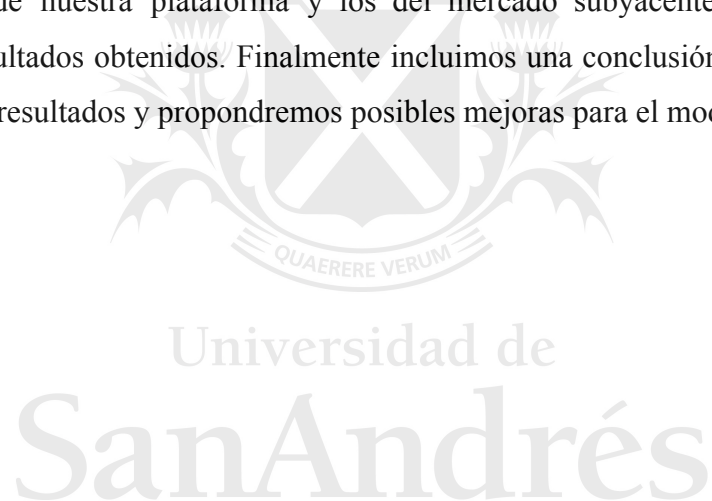 de nuestra plataforma y los del mercado subyacente
ultados obtenidos. Finalmente incluimos una conclusión
resultados y propondremos posibles mejoras para el mo
QUAERERE VERUM
Universidad de
SanAndrés